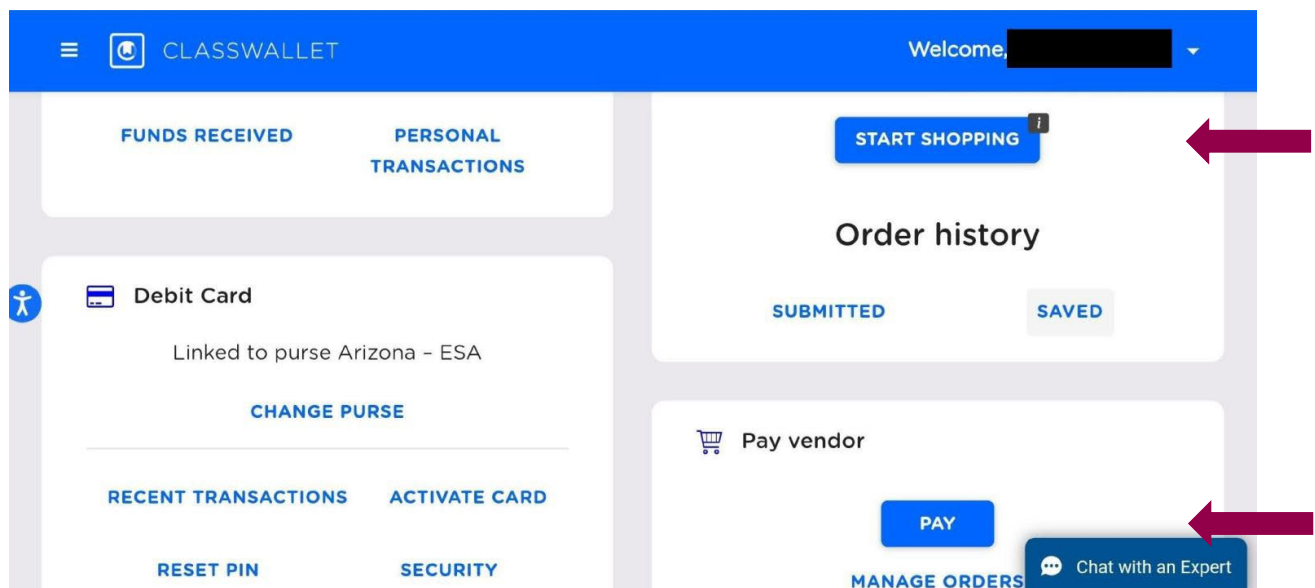 CLASSWALLET
Welcome,
FUNDS RECEIVED
PERSONAL
TRANSACTIONS
START SHOPPING
i
Order history
SUBMITTED
SAVED
Debit Card
Linked to purse Arizona – ESA
CHANGE PURSE
RECENT TRANSACTIONS
ACTIVATE CARD
RESET PIN
SECURITY
Pay vendor
PAY
MANAGE ORDERS
Chat with an Expert